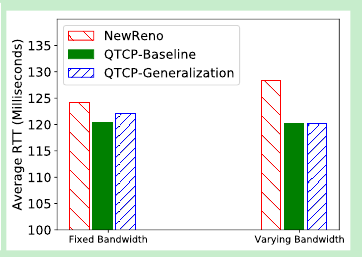 NewReno
QTCP-Baseline
QTCP-Generalization
Average RTT (Milliseconds)
135
130
125
120
115
110
105
100
Fixed Bandwidth
Varying Bandwidth